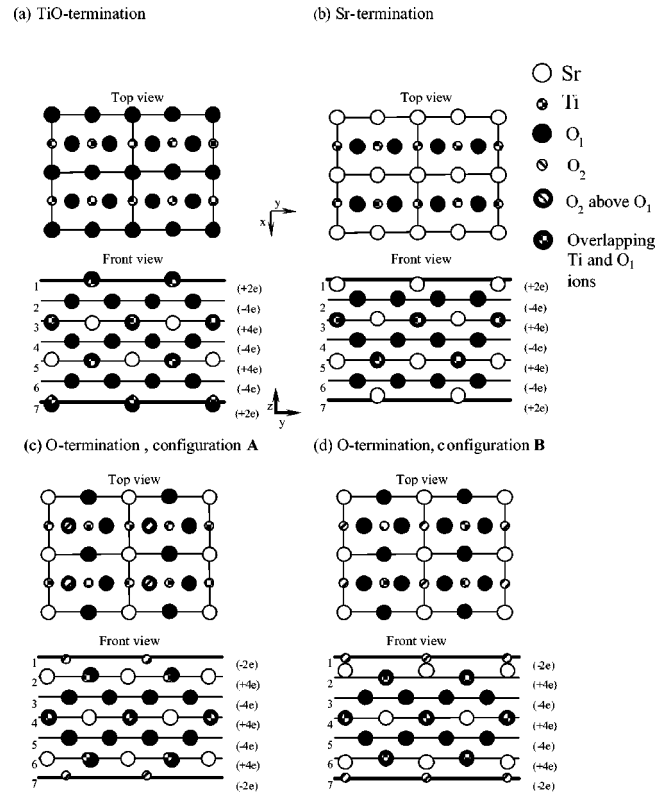 (a) TiO-termination
(b) Sr-termination
Top view
Top view
Sr
Ti
O1
O2
O2 above O1
Overlapping
Ti and O1
ions
y
x
Front view
1 (+2e)
2 (-4e)
3 (+4e)
4 (-4e)
5 (+4e)
6 (-4e)
7 (+2e)
Front view
1 (+2e)
2 (-4e)
3 (+4e)
4 (-4e)
5 (+4e)
6 (-4e)
7 (+2e)
z
y
(c) O-termination , configuration A
(d) O-termination, configuration B
Top view
Top view
Front view
1 (-2e)
2 (+4e)
3 (-4e)
4 (+4e)
5 (-4e)
6 (+4e)
7 (-2e)
Front view
1 (-2e)
2 (+4e)
3 (-4e)
4 (+4e)
5 (-4e)
6 (+4e)
7 (-2e)